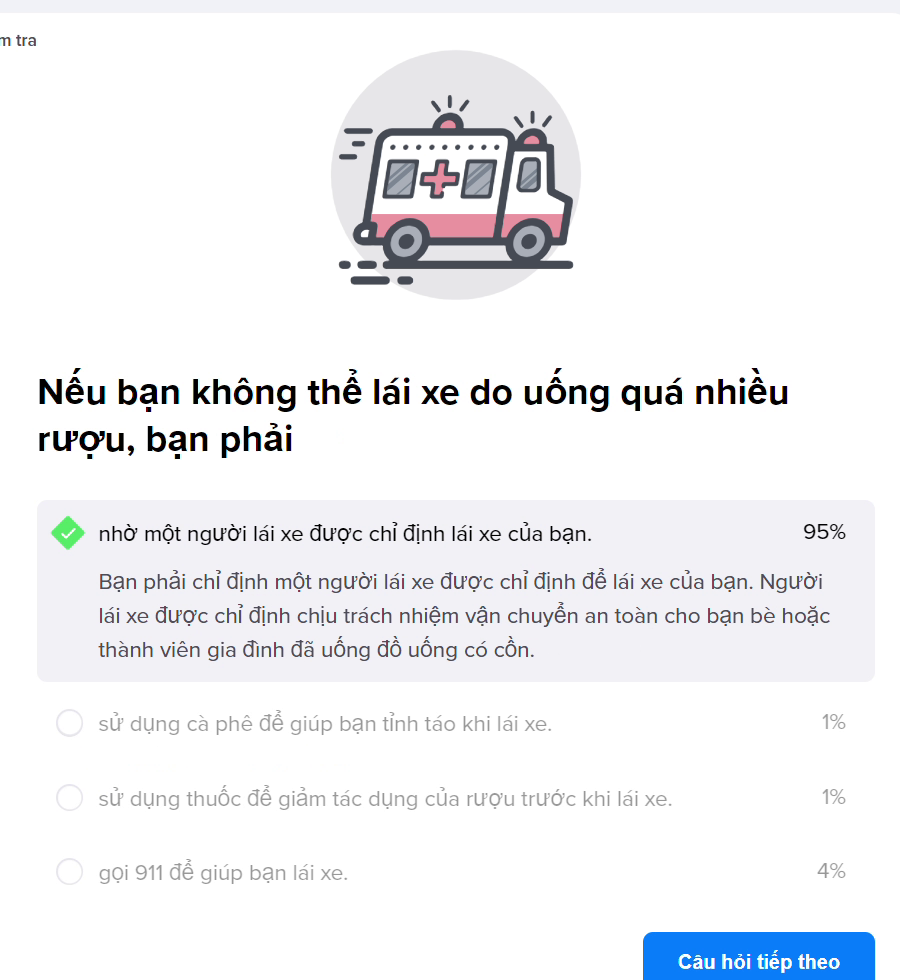 m tra
Nếu bạn không thể lái xe do uống quá nhiều
rượu, bạn phải
nhờ một người lái xe được chỉ định lái xe của bạn. 95%
Bạn phải chỉ định một người lái xe được chỉ định để lái xe của bạn. Người
lái xe được chỉ định chịu trách nhiệm vận chuyển an toàn cho bạn bè hoặc
thành viên gia đình đã uống đồ uống có cồn.
sử dụng cà phê để giúp bạn tỉnh táo khi lái xe. 1%
sử dụng thuốc để giảm tác dụng của rượu trước khi lái xe. 1%
gọi 911 để giúp bạn lái xe. 4%
Câu hỏi tiếp theo